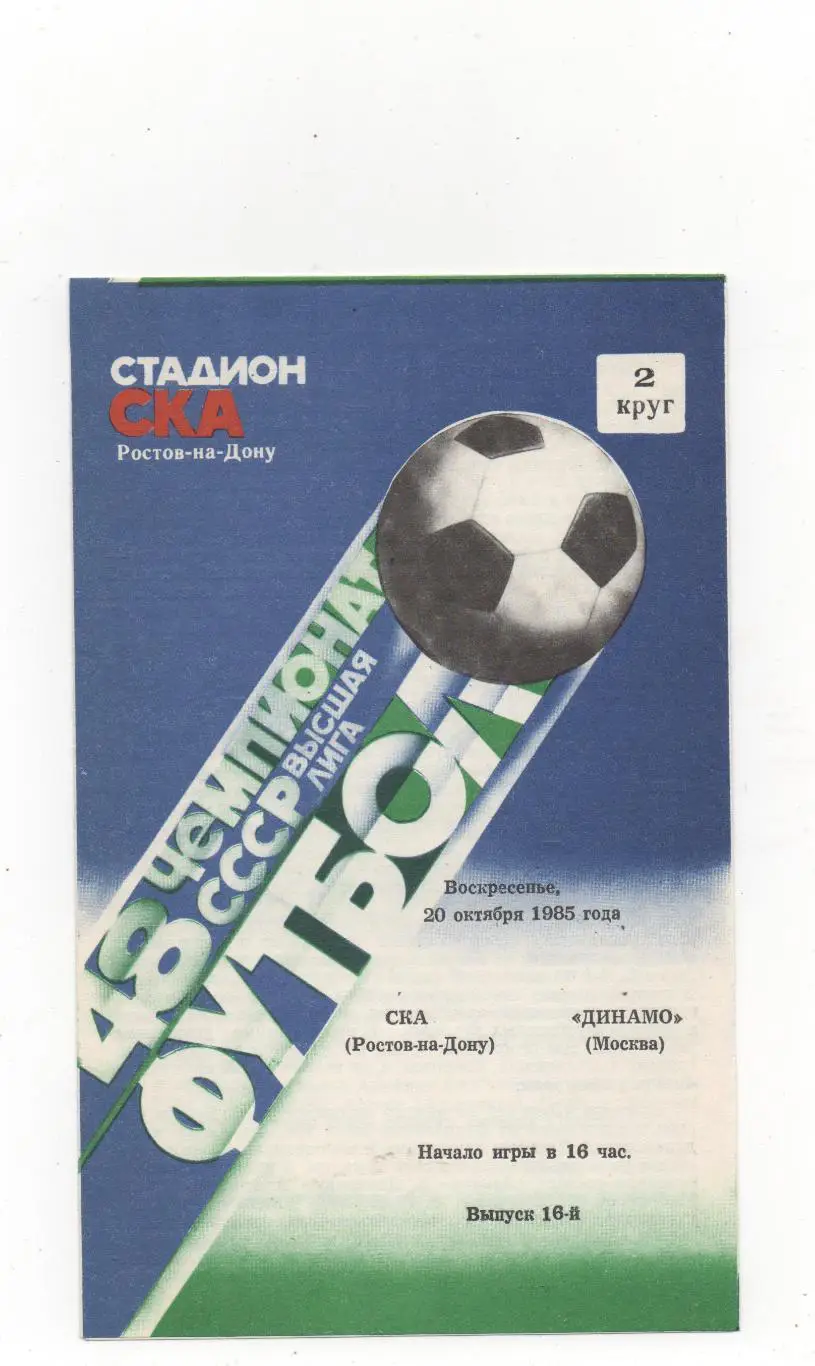 СТАДИОН
СКА
Ростов-на-Дону
2
круг
48 ЧЕМПИОНАТ
СССР
ВЫСШАЯ
ЛИГА
ФУТБОЛ
Воскресенье,
20 октября 1985 года
СКА «ДИНАМО»
(Ростов-на-Дону) (Москва)
Начало игры в 16 час.
Выпуск 16-й